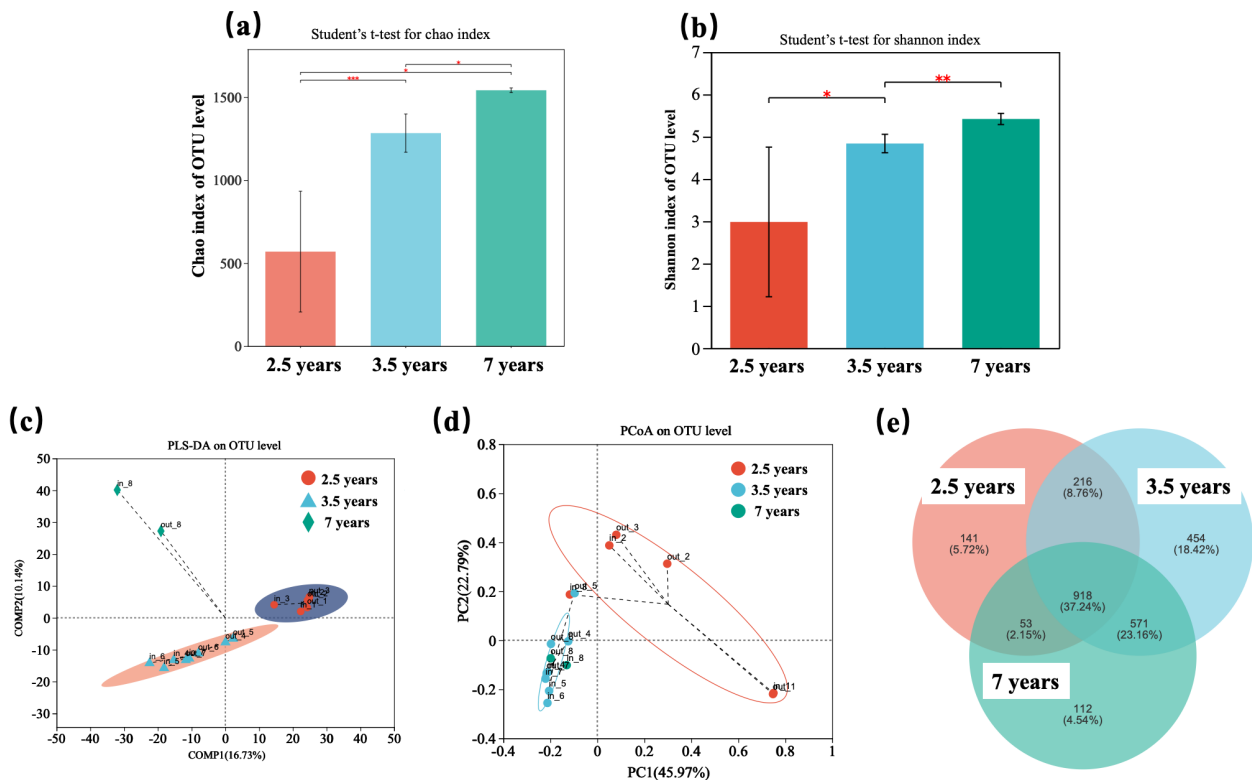 (a)
Student's t-test for chao index
*
*
***
Chao index of OTU level
1500
1000
500
0
2.5 years
3.5 years
7 years
(b)
Student's t-test for shannon index
*
**
Shannon index of OTU level
7
6
5
4
3
2
1
0
2.5 years
3.5 years
7 years
(c)
PLS-DA on OTU level
2.5 years
3.5 years
7 years
COMP2(10.14%)
50
40
30
20
10
0
-10
-20
-30
in_8
out_8
in_3
out_1
out_5
out_6
in_6
in_5
-50
-40
-30
-20
-10
0
10
20
30
40
50
COMP1(16.73%)
(d)
PCoA on OTU level
2.5 years
3.5 years
7 years
PC2(22.79%)
0.8
0.6
0.4
0.2
0
-0.2
-0.4
out_3
in_2
out_2
out_5
out_4
out_8
in_8
in_5
in_6
-0.4
-0.2
0
0.2
0.4
0.6
0.8
1
PC1(45.97%)
(e)
2.5 years
3.5 years
7 years
216
(8.76%)
141
(5.72%)
454
(18.42%)
918
(37.24%)
53
(2.15%)
571
(23.16%)
112
(4.54%)